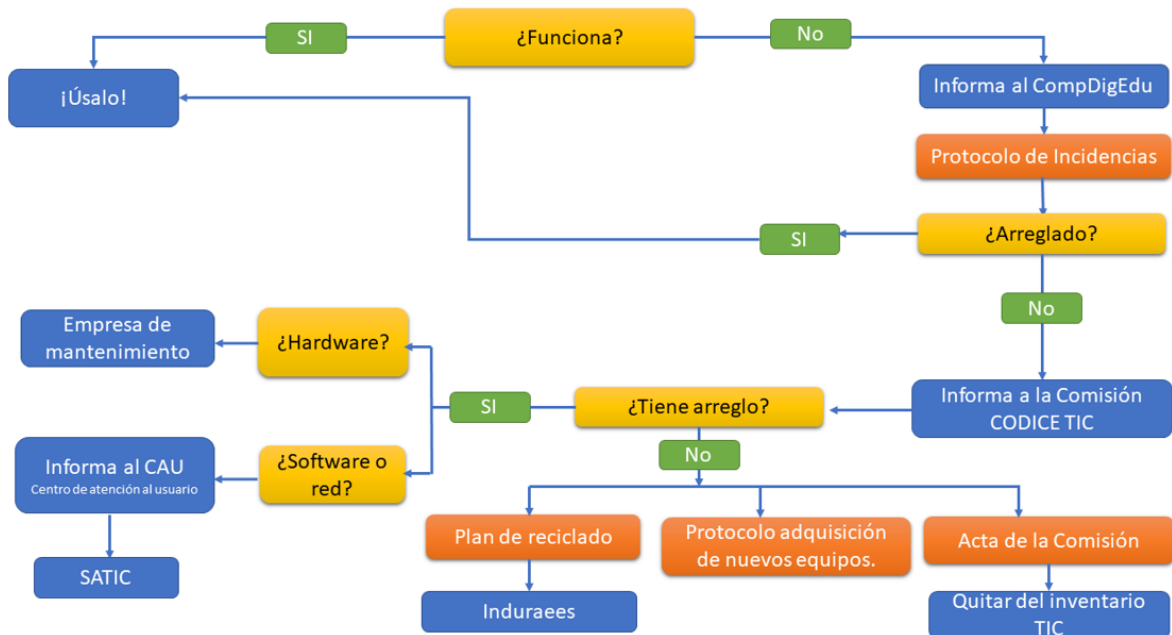 SI
¿Funciona?
No
¡Úsalo!
Informa al CompDigEdu
Protocolo de Incidencias
SI
¿Arreglado?
No
Empresa de
mantenimiento
¿Hardware?
SI
¿Tiene arreglo?
Informa a la Comisión
CODICE TIC
No
Informa al CAU
Centro de atención al usuario
¿Software o
red?
Plan de reciclado
Protocolo adquisición
de nuevos equipos.
Acta de la Comisión
SATIC
Induraees
Quitar del inventario
TIC